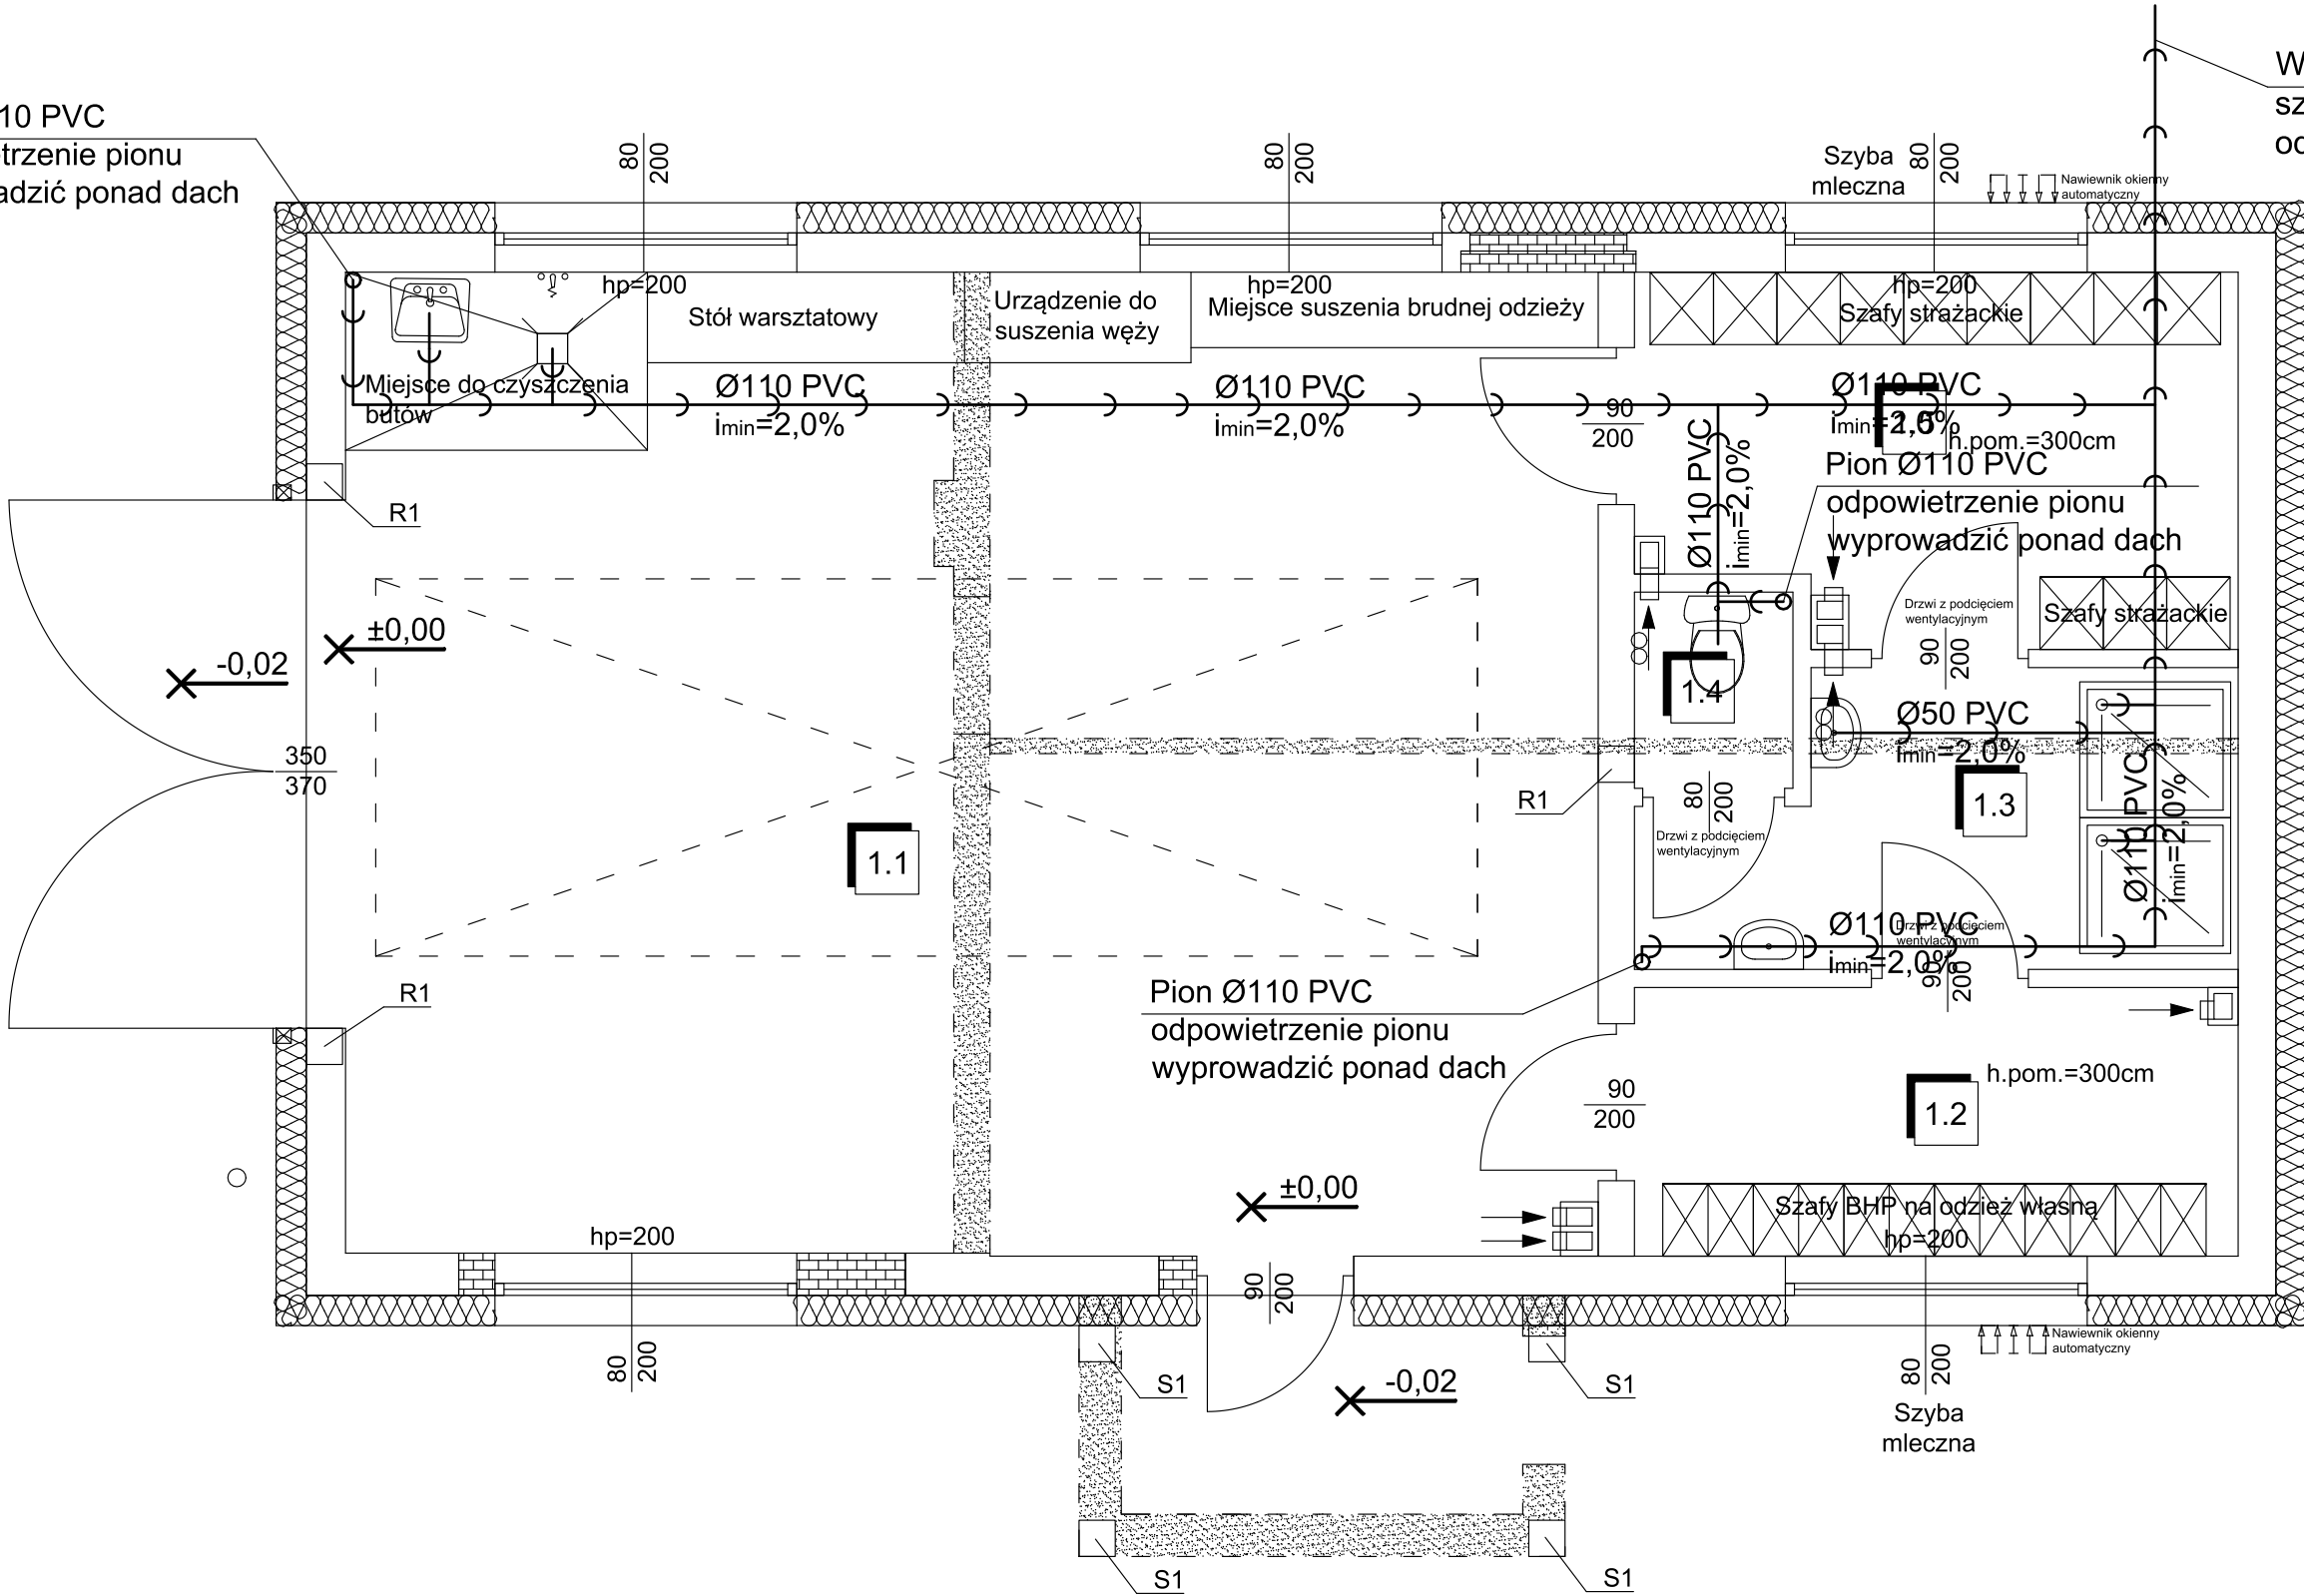 10 PVC
trzenie pionu
adzić ponad dach
80
200
80
200
Szyba
mleczna
80
200
Nawiewnik okienny
automatyczny
W
sz
hp=200
Stół warsztatowy
Urządzenie do
suszenia węży
hp=200
Miejsce suszenia brudnej odzieży
hp=200
Szafy strażackie
Miejsce do czyszczenia
butów
Ø110 PVC
imin=2,0%
Ø110 PVC
imin=2,0%
90
200
Ø110 PVC
imin=2,0%
h.pom.=300cm
Ø110 PVC
imin=2,0%
Pion Ø110 PVC
odpowietrzenie pionu
wyprowadzić ponad dach
R1
±0,00
-0,02
350
370
Drzwi z podcięciem
wentylacyjnym
90
200
Szafy strażackie
1.4
Ø50 PVC
imin=2,0%
1.3
R1
80
200
Drzwi z podcięciem
wentylacyjnym
Ø110 PVC
imin=2,0%
1.1
Ø110 PVC
imin=2,0%
Drzwi z podcięciem
wentylacyjnym
90
200
R1
Pion Ø110 PVC
odpowietrzenie pionu
wyprowadzić ponad dach
h.pom.=300cm
1.2
90
200
±0,00
Szafy BHP na odzież własną
hp=200
hp=200
90
200
80
200
Nawiewnik okienny
automatyczny
80
200
S1
-0,02
S1
Szyba
mleczna
S1
S1